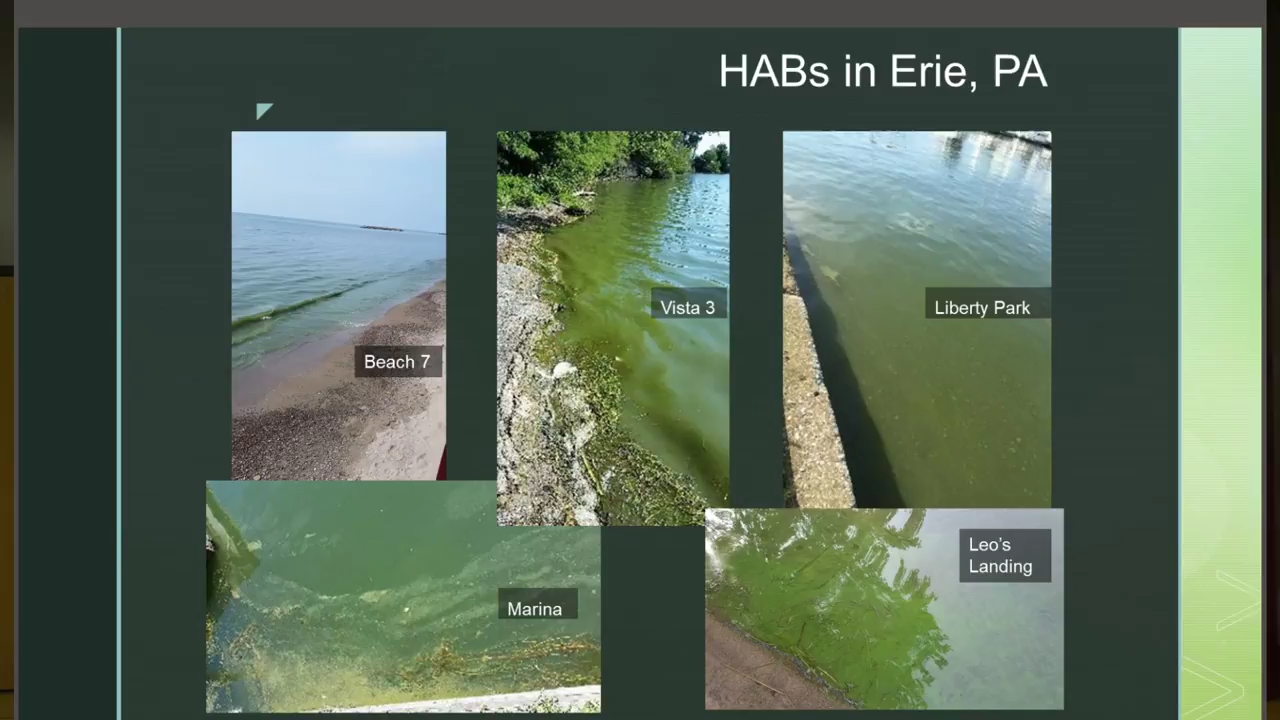 HABs in Erie, PA
Beach 7
Vista 3
Liberty Park
Marina
Leo's
Landing